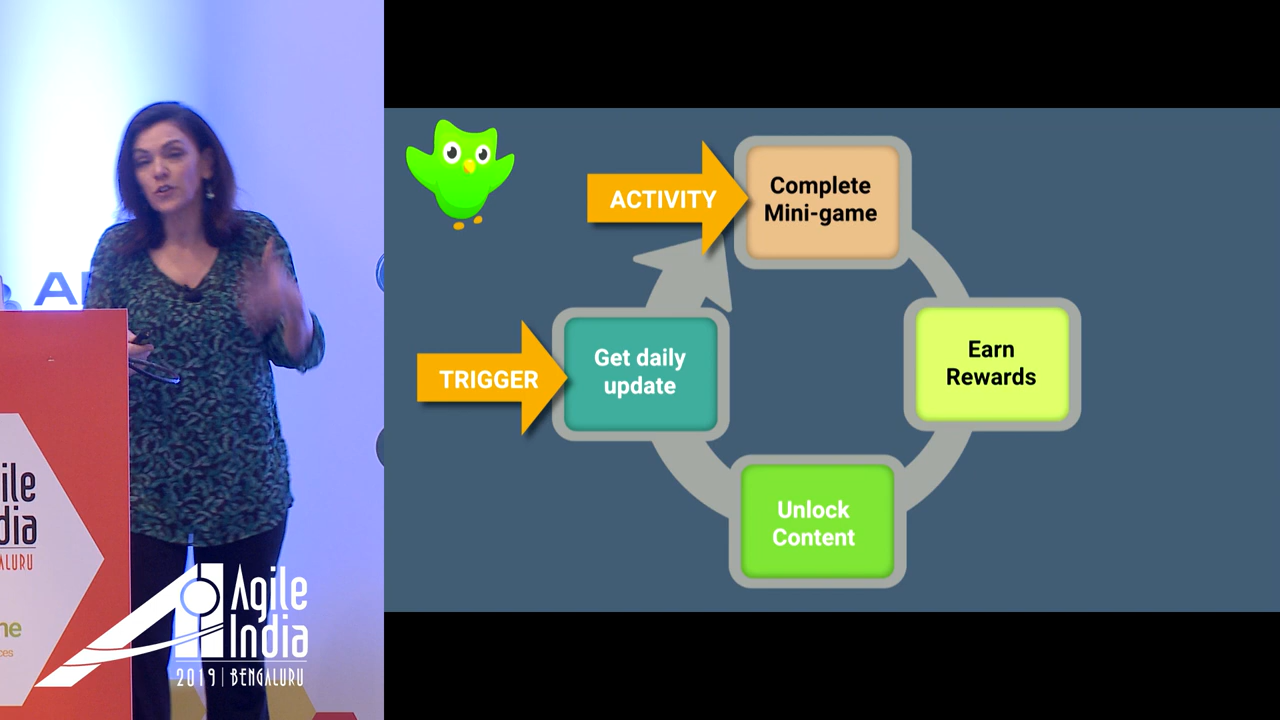 ACTIVITY
Complete
Mini-game
TRIGGER
Get daily
update
Earn
Rewards
Unlock
Content
Agile
India
2019 | BENGALURU